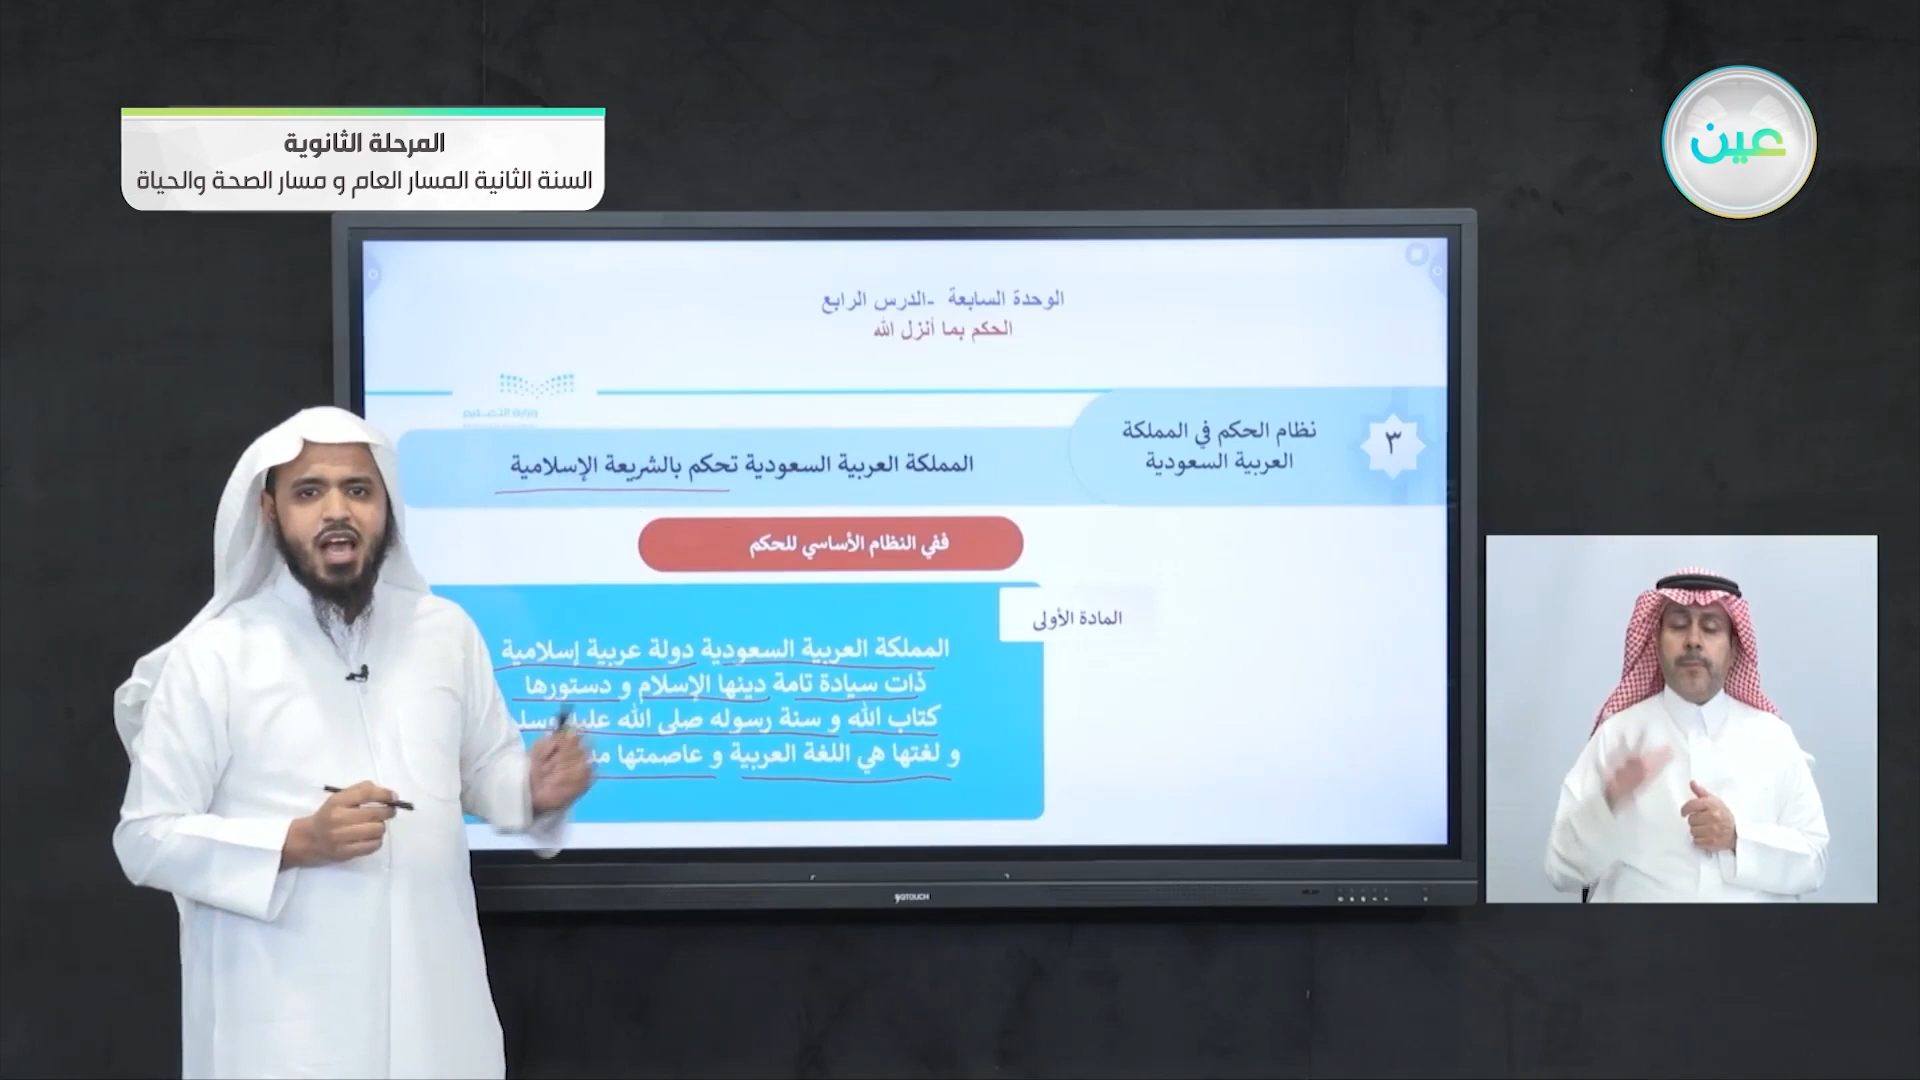 المرحلة الثانوية
السنة الثانية المسار العام و مسار الصحة والحياة
عين
الوحدة السابعة -الدرس الرابع
الحكم بما أنزل الله
وزارة التعليم
٣
نظام الحكم في المملكة
العربية السعودية
المملكة العربية السعودية تحكم بالشريعة الإسلامية
ففي النظام الأساسي للحكم
المادة الأولى
المملكة العربية السعودية دولة عربية إسلامية
ذات سيادة تامة دينها الإسلام و دستورها
كتاب الله و سنة رسوله صلى الله عليه وسلم
و لغتها هي اللغة العربية و عاصمتها